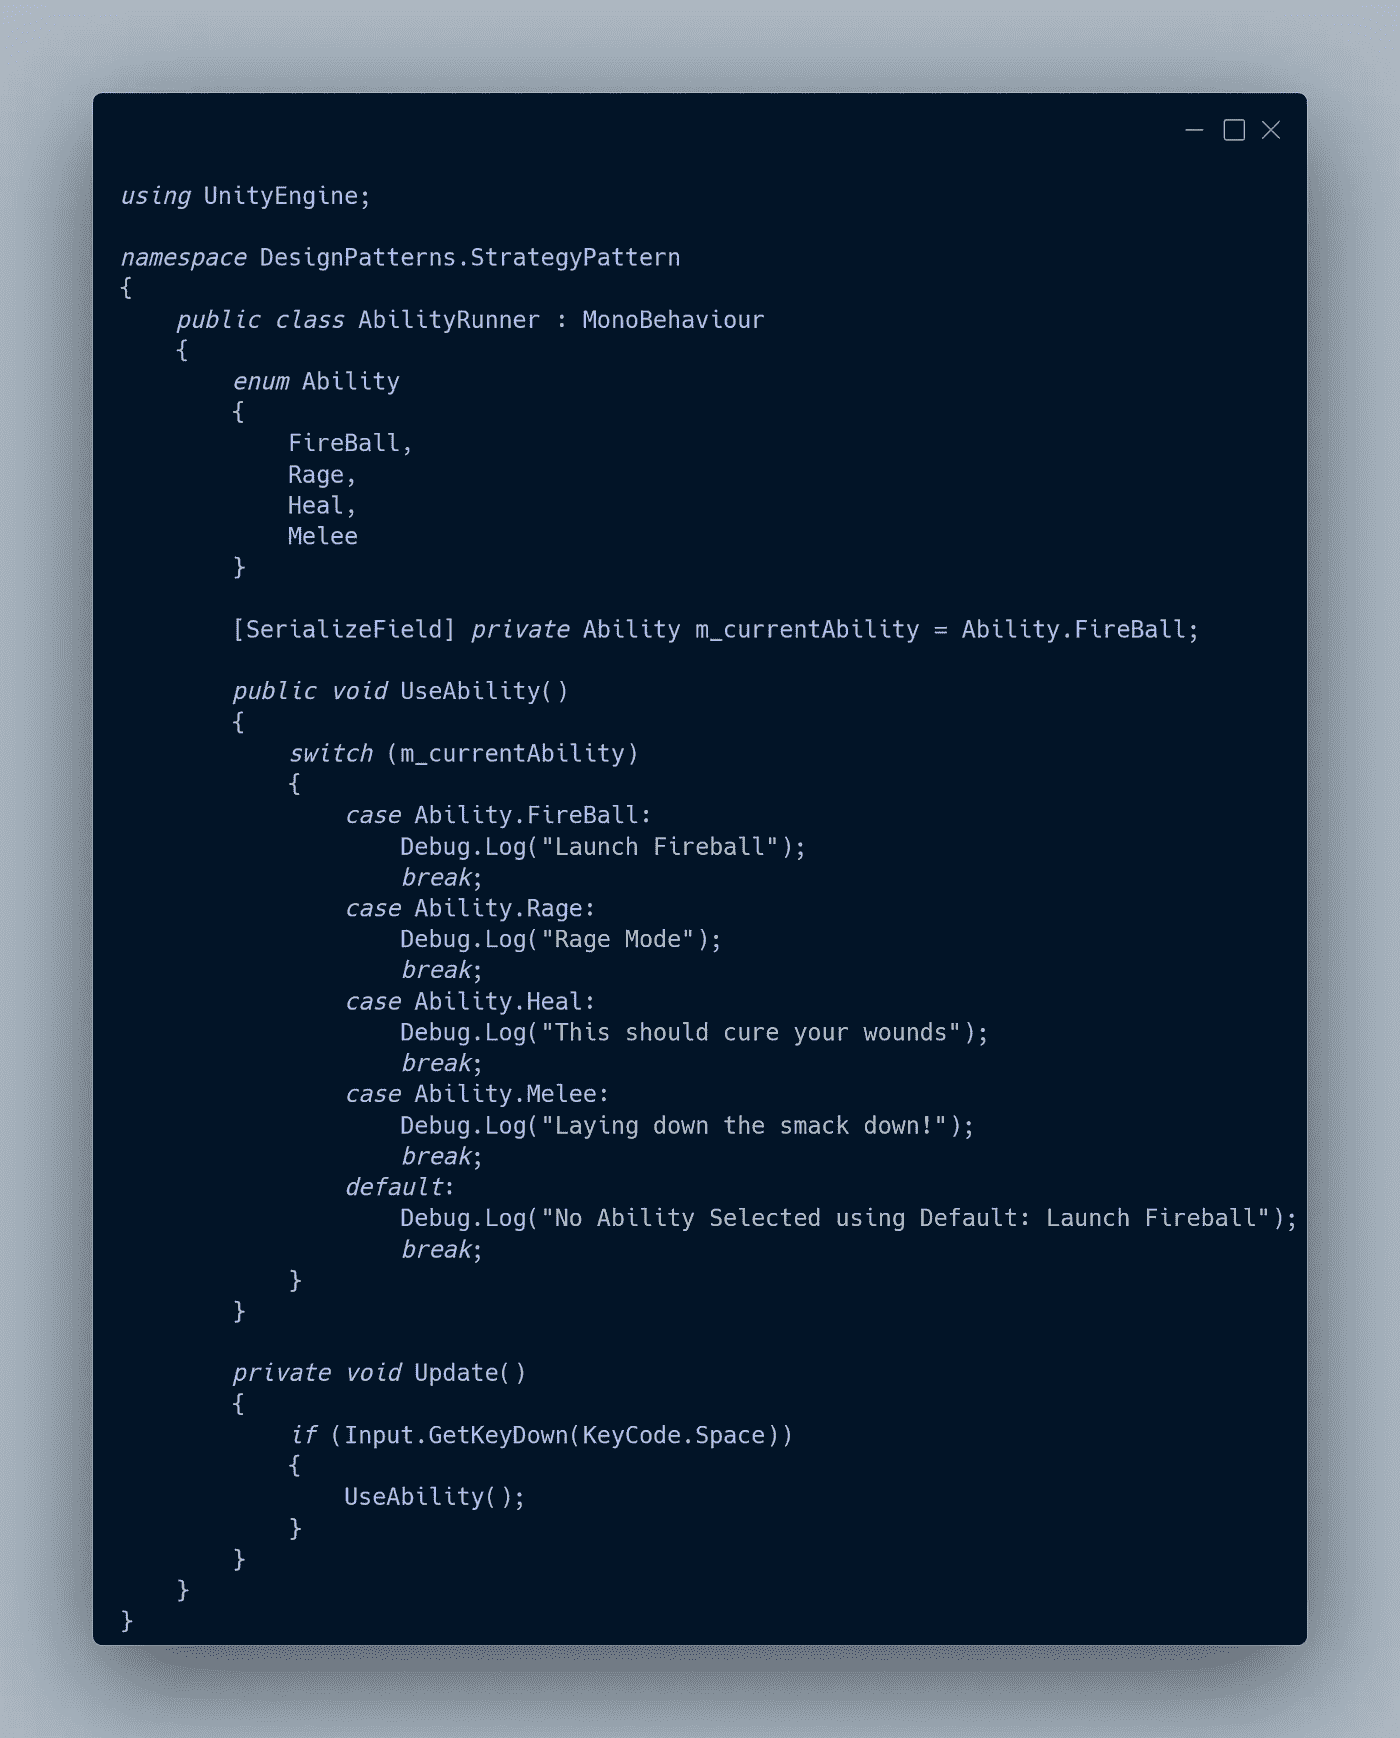 using UnityEngine;

namespace DesignPatterns.StrategyPattern
{
    public class AbilityRunner : MonoBehaviour
    {
        enum Ability
        {
            FireBall,
            Rage,
            Heal,
            Melee
        }

        [SerializeField] private Ability m_currentAbility = Ability.FireBall;

        public void UseAbility()
        {
            switch (m_currentAbility)
            {
                case Ability.FireBall:
                    Debug.Log("Launch Fireball");
                    break;
                case Ability.Rage:
                    Debug.Log("Rage Mode");
                    break;
                case Ability.Heal:
                    Debug.Log("This should cure your wounds");
                    break;
                case Ability.Melee:
                    Debug.Log("Laying down the smack down!");
                    break;
                default:
                    Debug.Log("No Ability Selected using Default: Launch Fireball");
                    break;
            }
        }

        private void Update()
        {
            if (Input.GetKeyDown(KeyCode.Space))
            {
                UseAbility();
            }
        }
    }
}